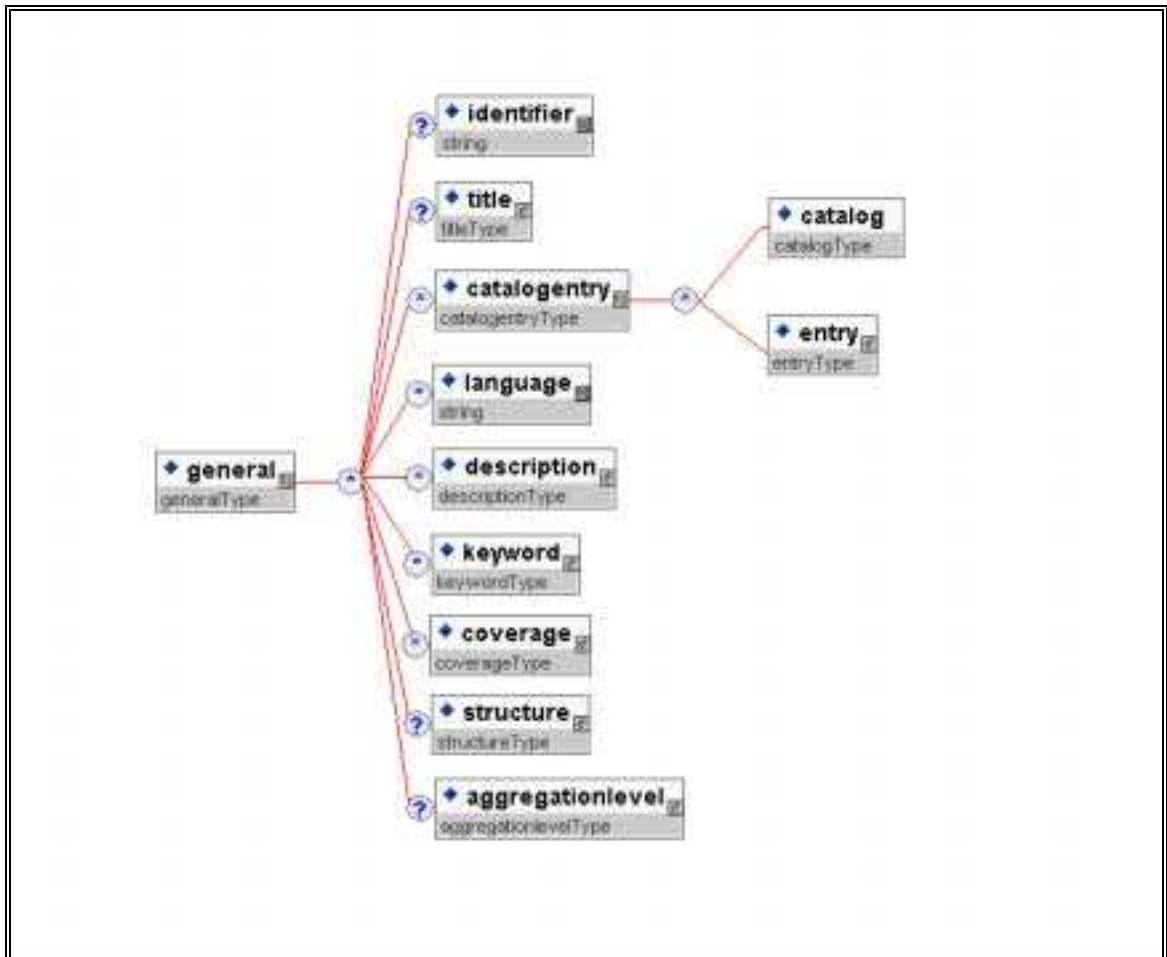 identifier
string
title
titleType
catalogentry
catalogentryType
catalog
catalogType
entry
entryType
language
string
general
generalType
description
descriptionType
keyword
keywordType
coverage
coverageType
structure
structureType
aggregationlevel
aggregationlevelType